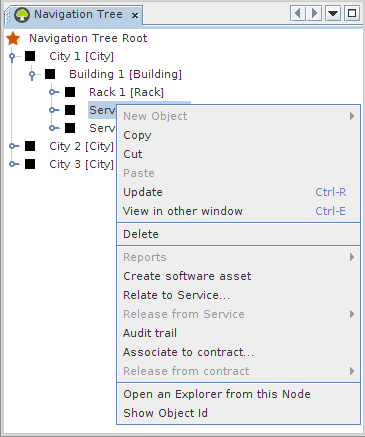 Navigation Tree
Navigation Tree Root
City 1 [City]
Building 1 [Building]
Rack 1 [Rack]
Serv
Serv
City 2 [City]
City 3 [City]
New Object
Copy
Cut
Paste
Update Ctrl-R
View in other window Ctrl-E
Delete
Reports
Create software asset
Relate to Service...
Release from Service
Audit trail
Associate to contract...
Release from contract
Open an Explorer from this Node
Show Object Id